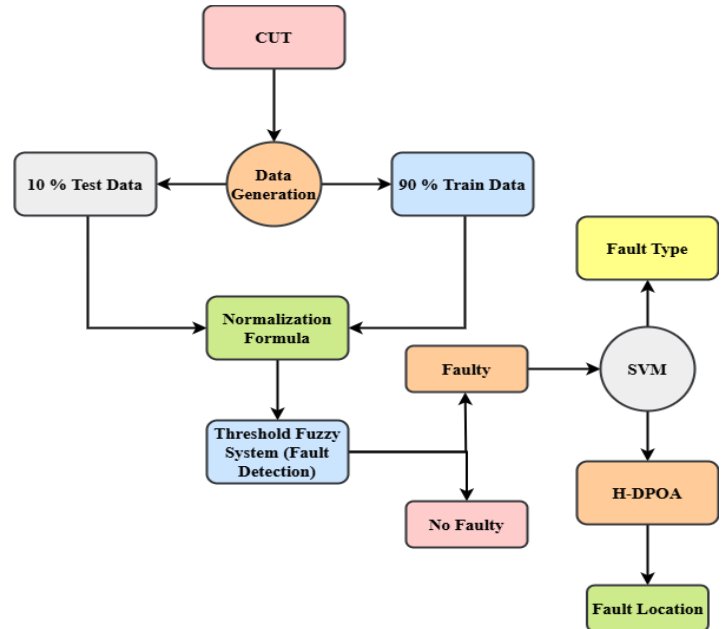 CUT
Data
Generation
10 % Test Data
90 % Train Data
Fault Type
Normalization
Formula
Faulty
SVM
Threshold Fuzzy
System (Fault
Detection)
H-DPOA
No Faulty
Fault Location